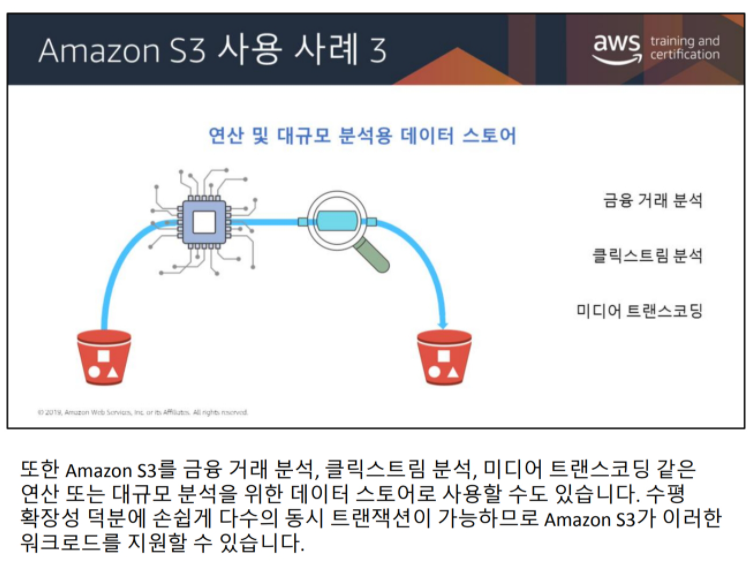 Amazon S3 사용 사례 3
aws training and
certification
연산 및 대규모 분석용 데이터 스토어
금융 거래 분석
클릭스트림 분석
미디어 트랜스코딩
© 2019, Amazon Web Services, Inc. or its Affiliates. All rights reserved.
또한 Amazon S3를 금융 거래 분석, 클릭스트림 분석, 미디어 트랜스코딩 같은
연산 또는 대규모 분석을 위한 데이터 스토어로 사용할 수도 있습니다. 수평
확장성 덕분에 손쉽게 다수의 동시 트랜잭션이 가능하므로 Amazon S3가 이러한
워크로드를 지원할 수 있습니다.